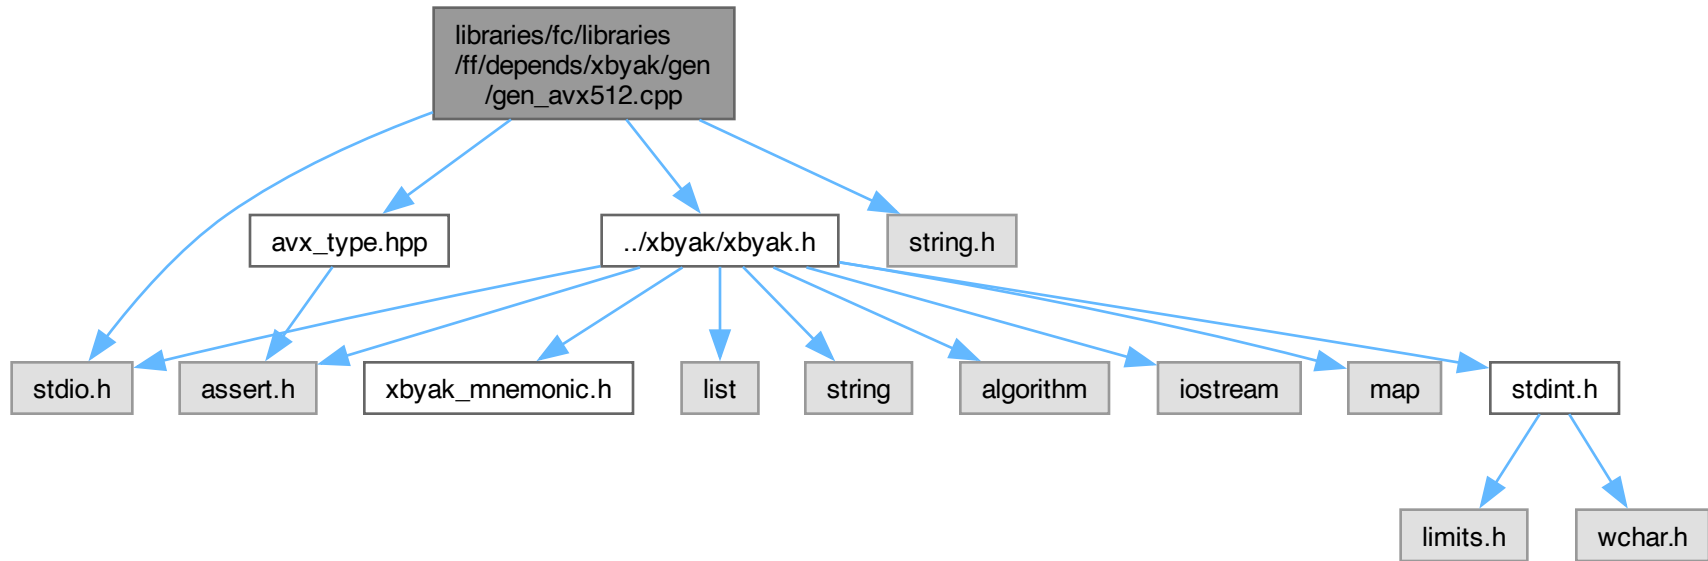 libraries/fc/libraries
/ff/depends/xbyak/gen
/gen_avx512.cpp
avx_type.hpp
../xbyak/xbyak.h
string.h
stdio.h
assert.h
xbyak_mnemonic.h
list
string
algorithm
iostream
map
stdint.h
limits.h
wchar.h